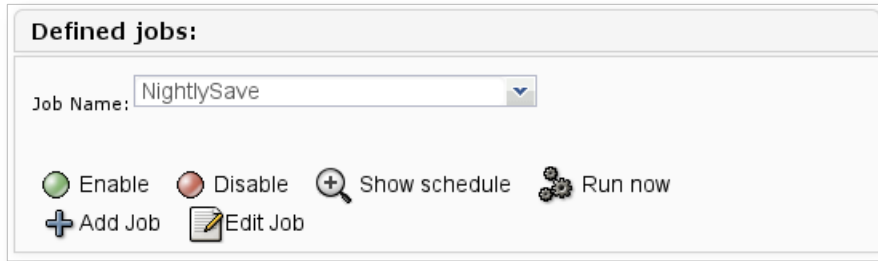 Defined jobs:
Job Name: NightlySave
Enable Disable Show schedule Run now
Add Job Edit Job